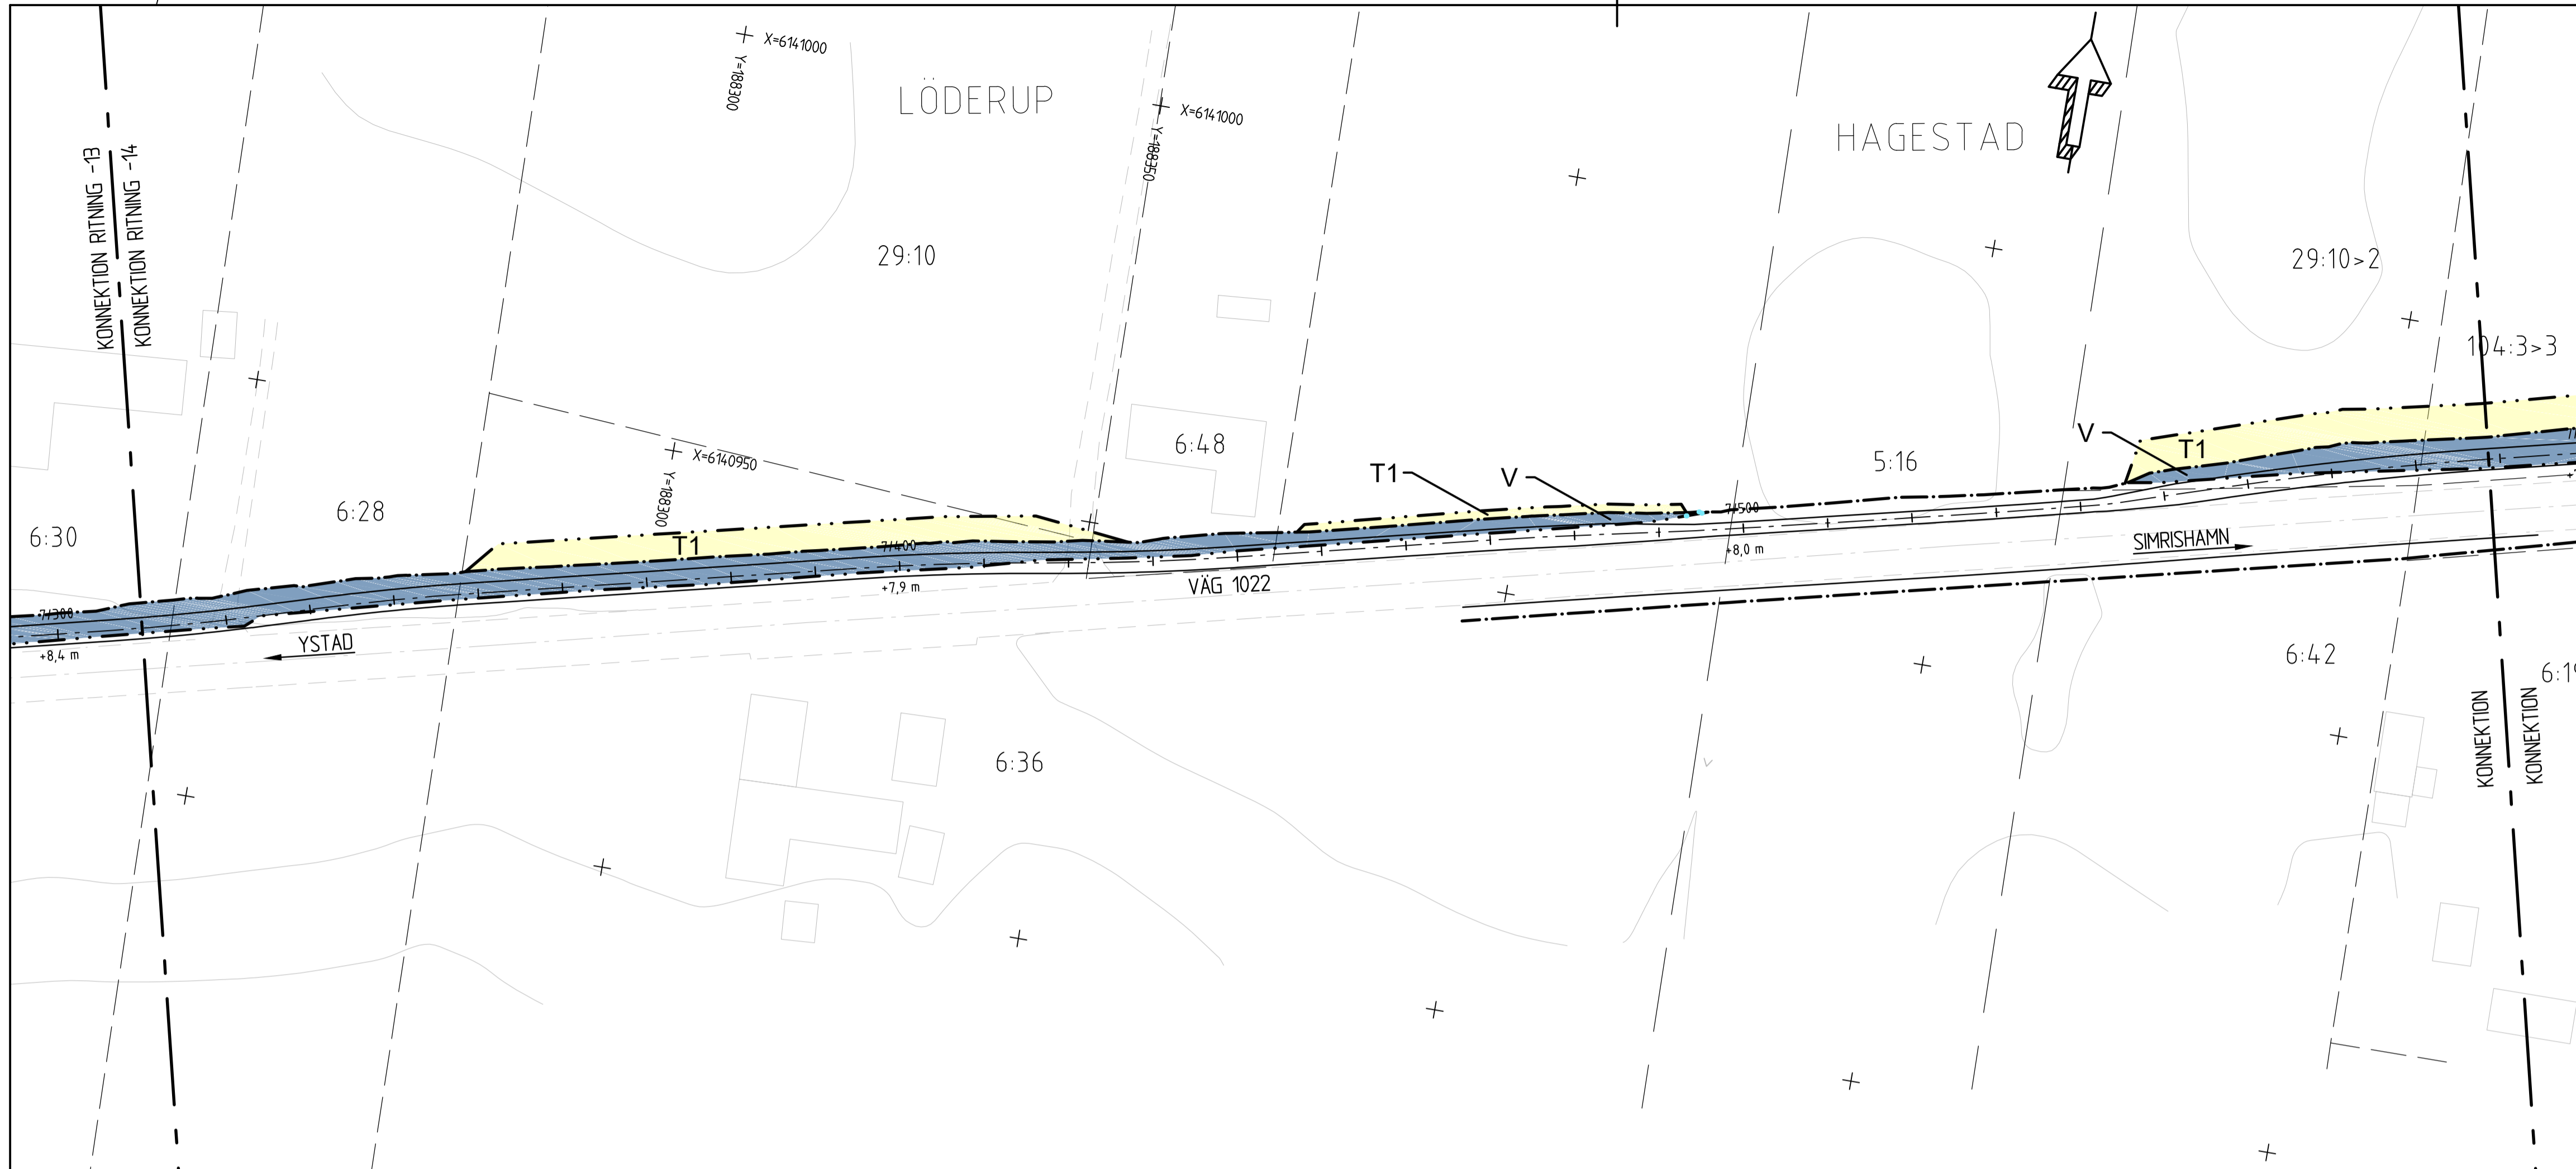 X=6141000
Y=188300
LÖDERUP
X=6141000
Y=188350
HAGESTAD
KONNEKTION RITNING -13
KONNEKTION RITNING -14
29:10
29:10>2
104:3>3
6:48
T1
V
5:16
V
T1
X=6140950
Y=188300
6:28
6:30
T1
7/400
7/500
+8,0 m
SIMRISHAMN
+7,9 m
VÄG 1022
7/300
+8,4 m
YSTAD
6:42
6:36
KONNEKTION
KONNEKTION